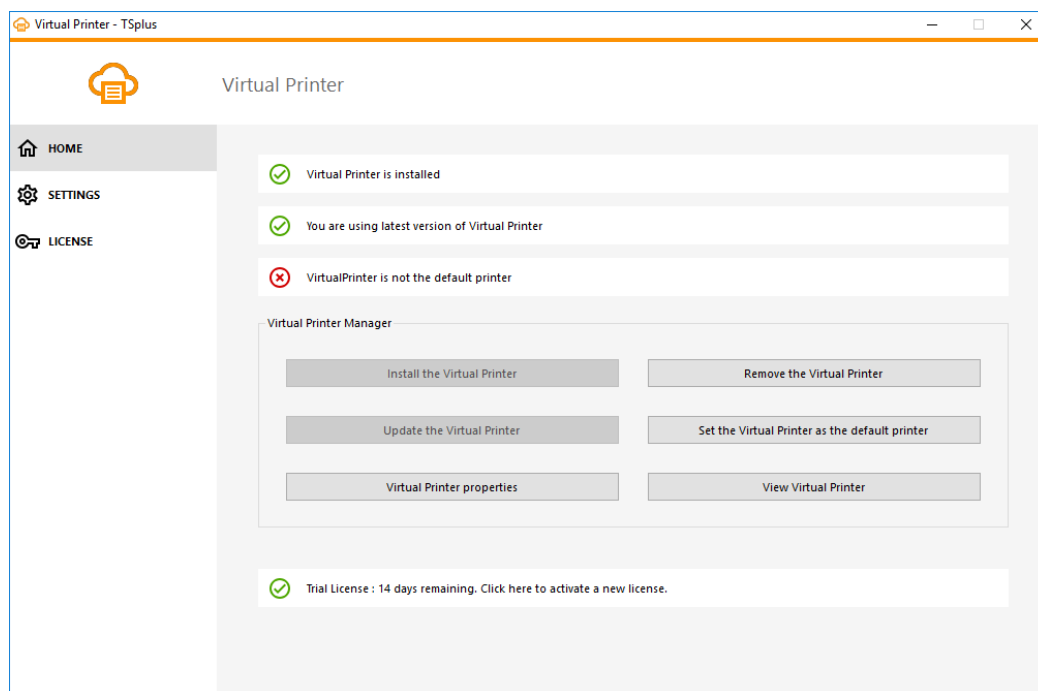 Virtual Printer - TSplus
Virtual Printer
HOME
SETTINGS
LICENSE
Virtual Printer is installed
You are using latest version of Virtual Printer
VirtualPrinter is not the default printer
Virtual Printer Manager
Install the Virtual Printer
Remove the Virtual Printer
Update the Virtual Printer
Set the Virtual Printer as the default printer
Virtual Printer properties
View Virtual Printer
Trial License : 14 days remaining. Click here to activate a new license.